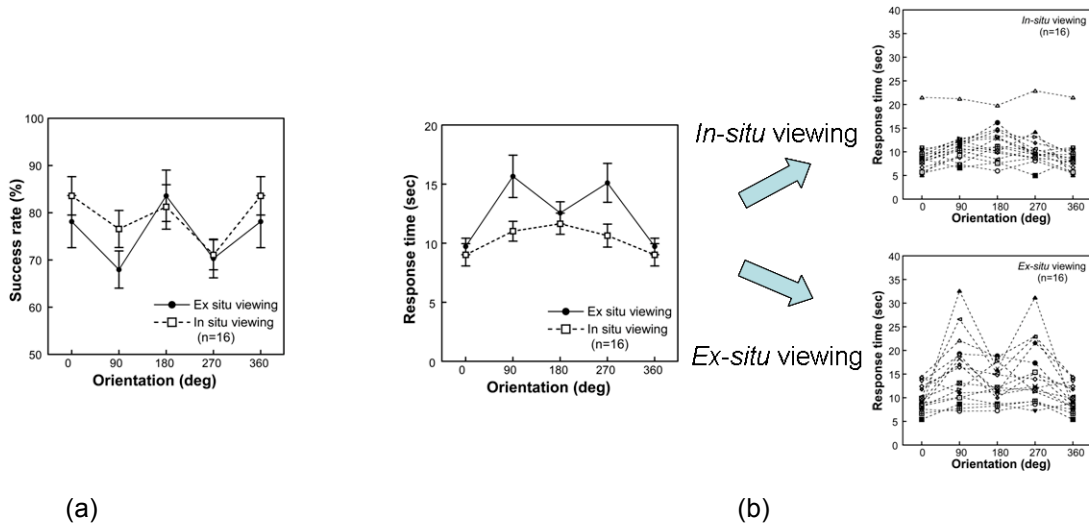 100
90
80
70
60
50
Success rate (%)
Ex situ viewing
In situ viewing
(n=16)
0 90 180 270 360
Orientation (deg)
(a)
20
15
10
5
0
Response time (sec)
Ex situ viewing
In situ viewing
(n=16)
0 90 180 270 360
Orientation (deg)
In-situ viewing
Ex-situ viewing
40
35
30
25
20
15
10
5
0
Response time (sec)
In-situ viewing
(n=16)
0 90 180 270 360
Orientation (deg)
40
35
30
25
20
15
10
5
0
Response time (sec)
Ex-situ viewing
(n=16)
0 90 180 270 360
Orientation (deg)
(b)